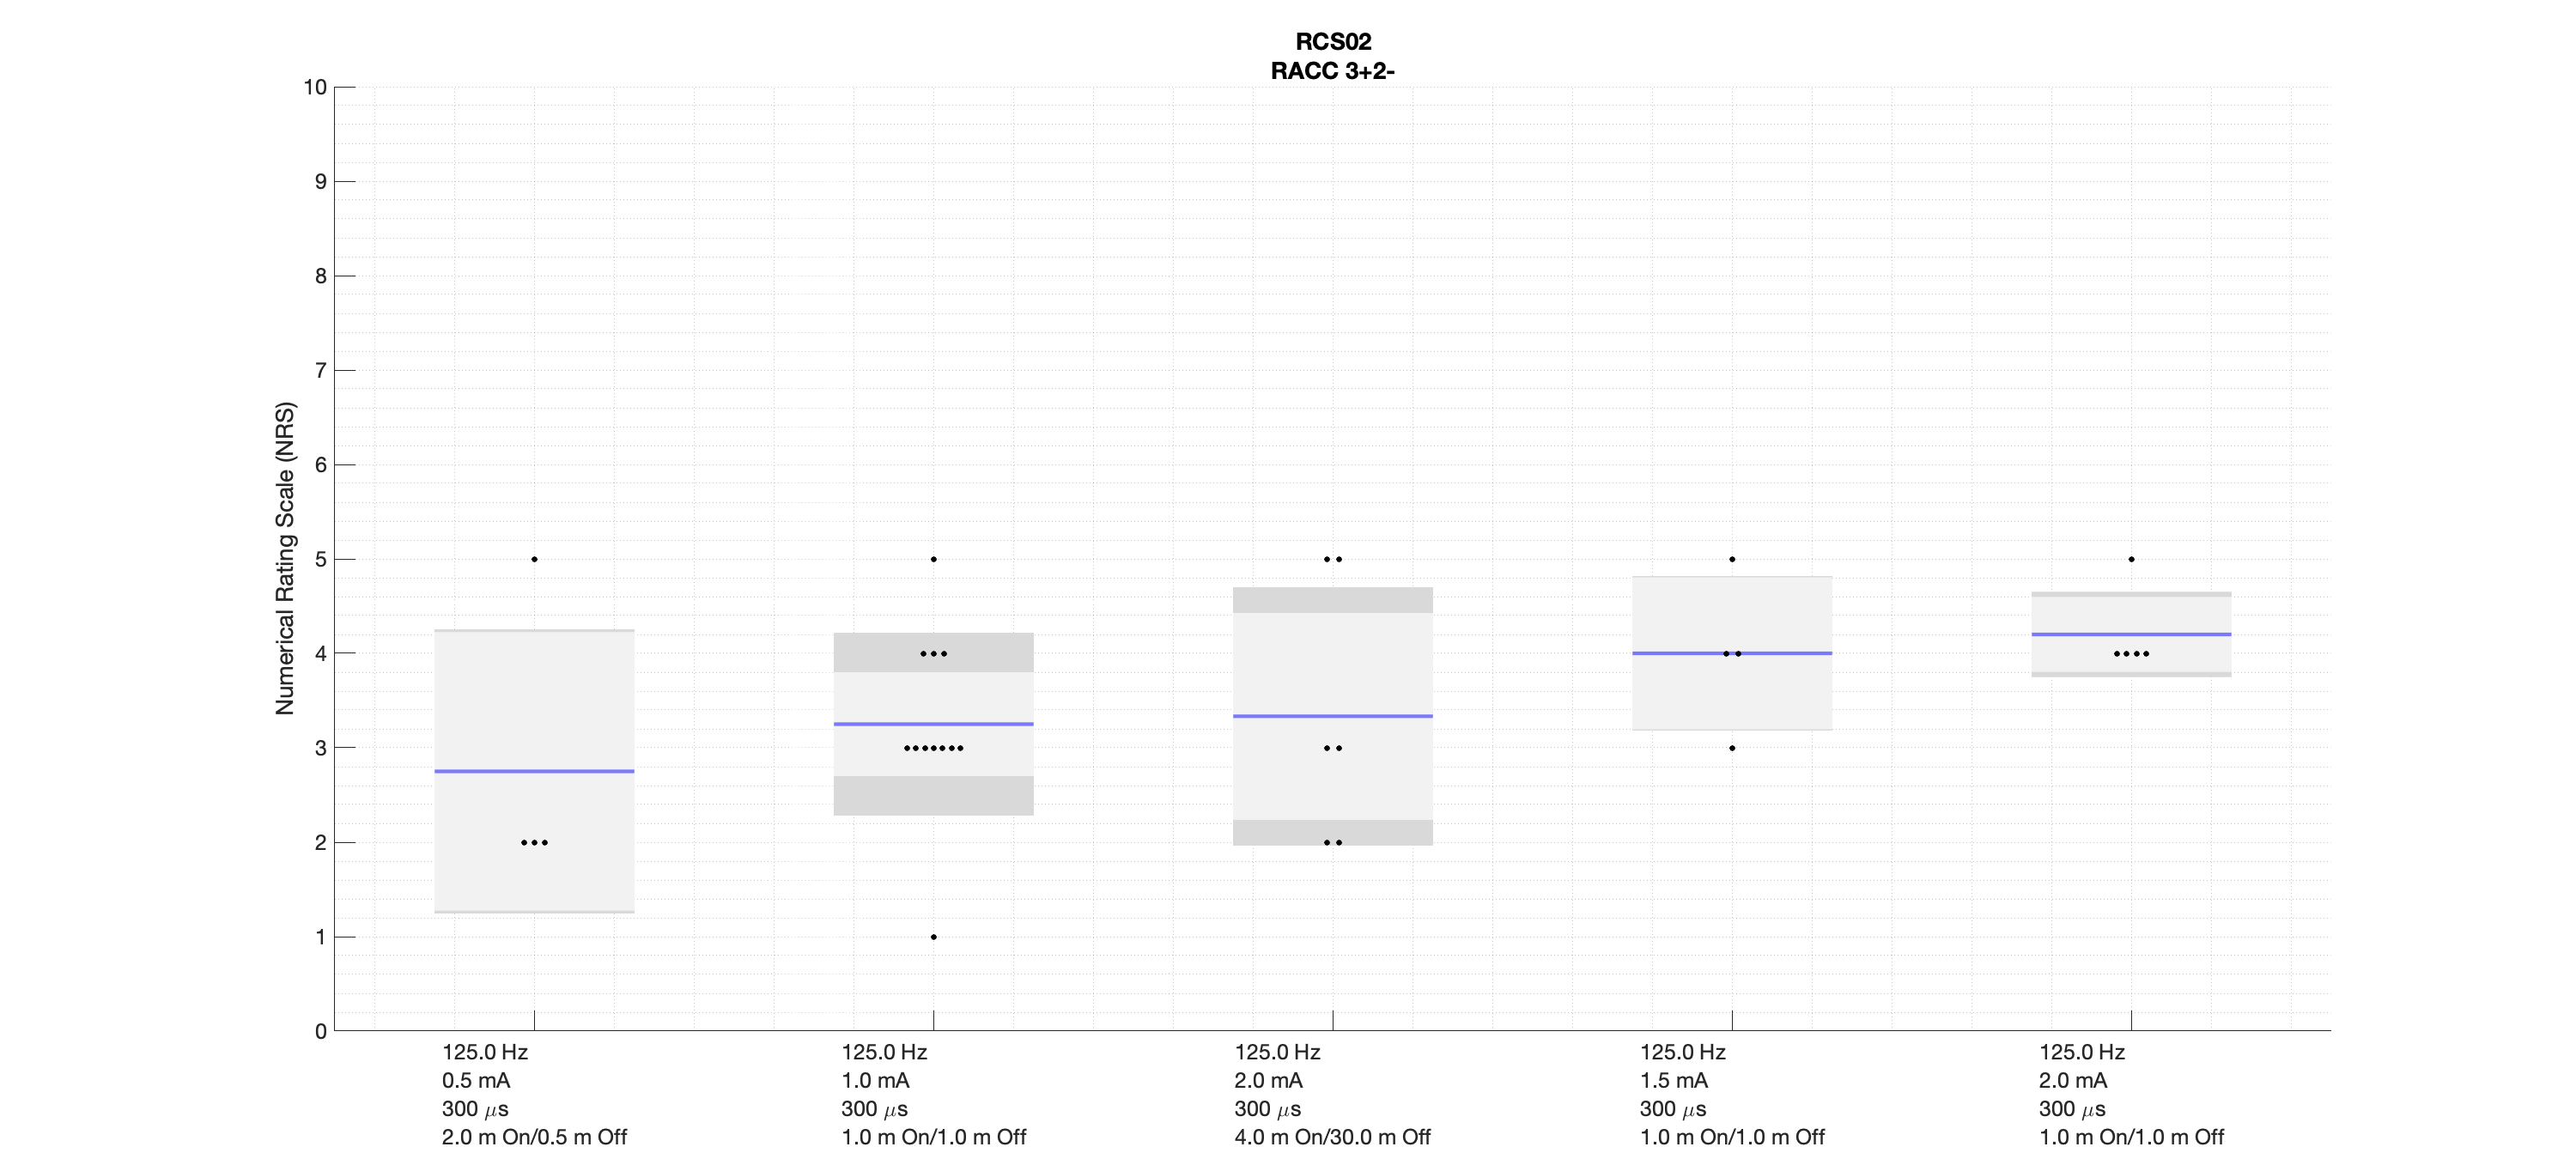 RCS02
RACC 3+2-
Numerical Rating Scale (NRS)
10
9
8
7
6
5
4
3
2
1
0
125.0 Hz
0.5 mA
300 μs
2.0 m On/0.5 m Off
125.0 Hz
1.0 mA
300 μs
1.0 m On/1.0 m Off
125.0 Hz
2.0 mA
300 μs
4.0 m On/30.0 m Off
125.0 Hz
1.5 mA
300 μs
1.0 m On/1.0 m Off
125.0 Hz
2.0 mA
300 μs
1.0 m On/1.0 m Off